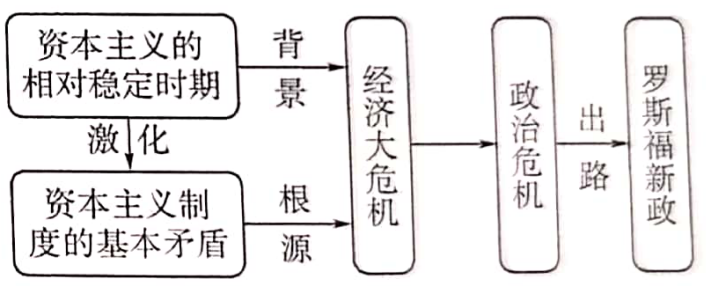 资本主义的
相对稳定时期
背景
激化
资本主义制
度的基本矛盾
根源
经济大危机
政治危机
出路
罗斯福新政